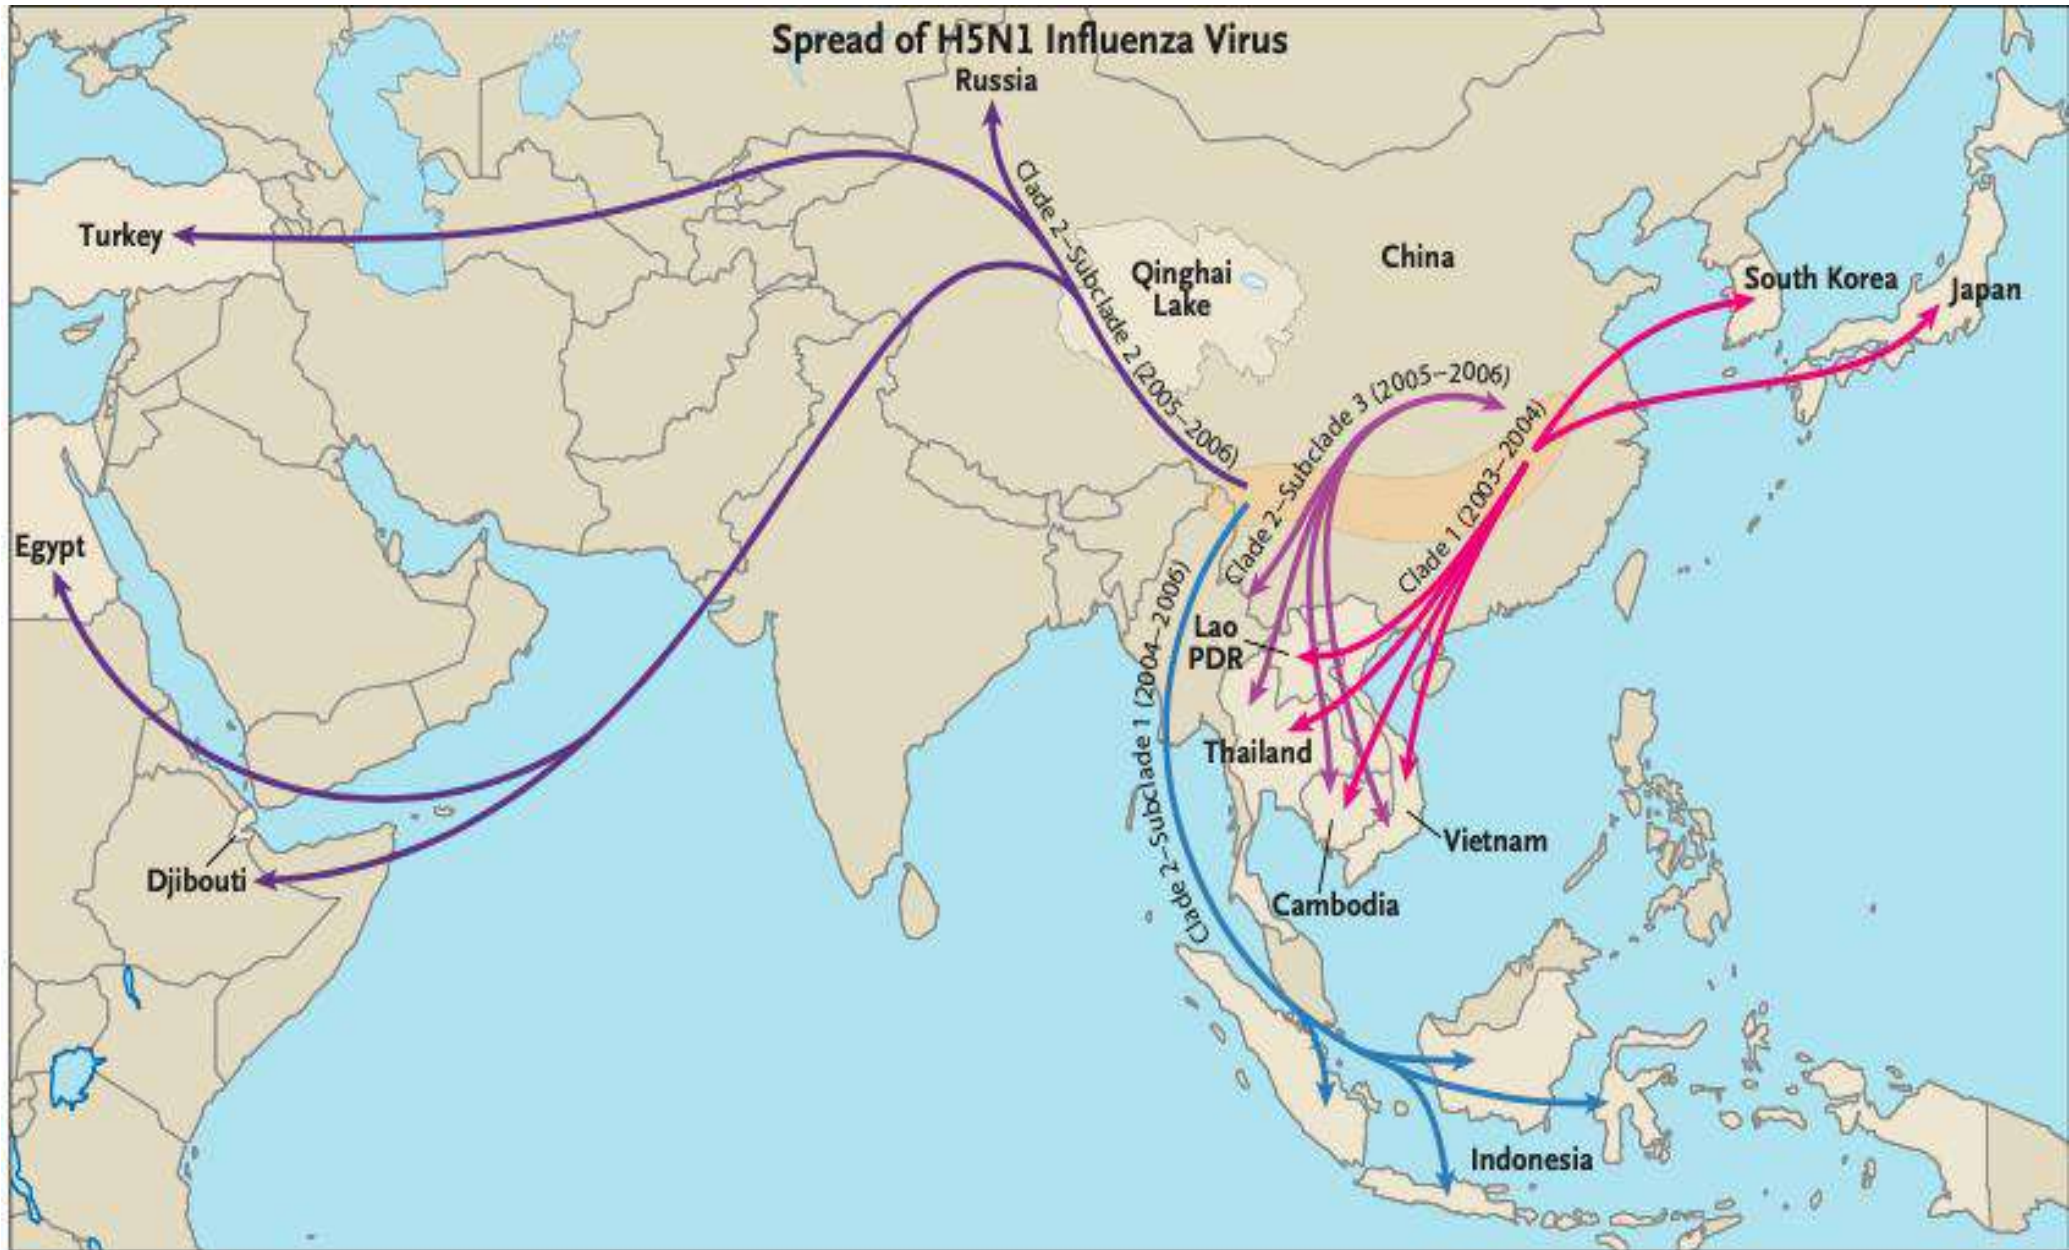 Spread of H5N1 Influenza Virus
Russia
Clade 2–Subclade 2 (2005–2006)
Turkey
Qinghai
Lake
China
South Korea
Japan
Clade 2–Subclade 3 (2005–2006)
Clade 1 (2003–2004)
Egypt
Clade 2–Subclade 1 (2004–2006)
Lao
PDR
Thailand
Vietnam
Djibouti
Cambodia
Indonesia